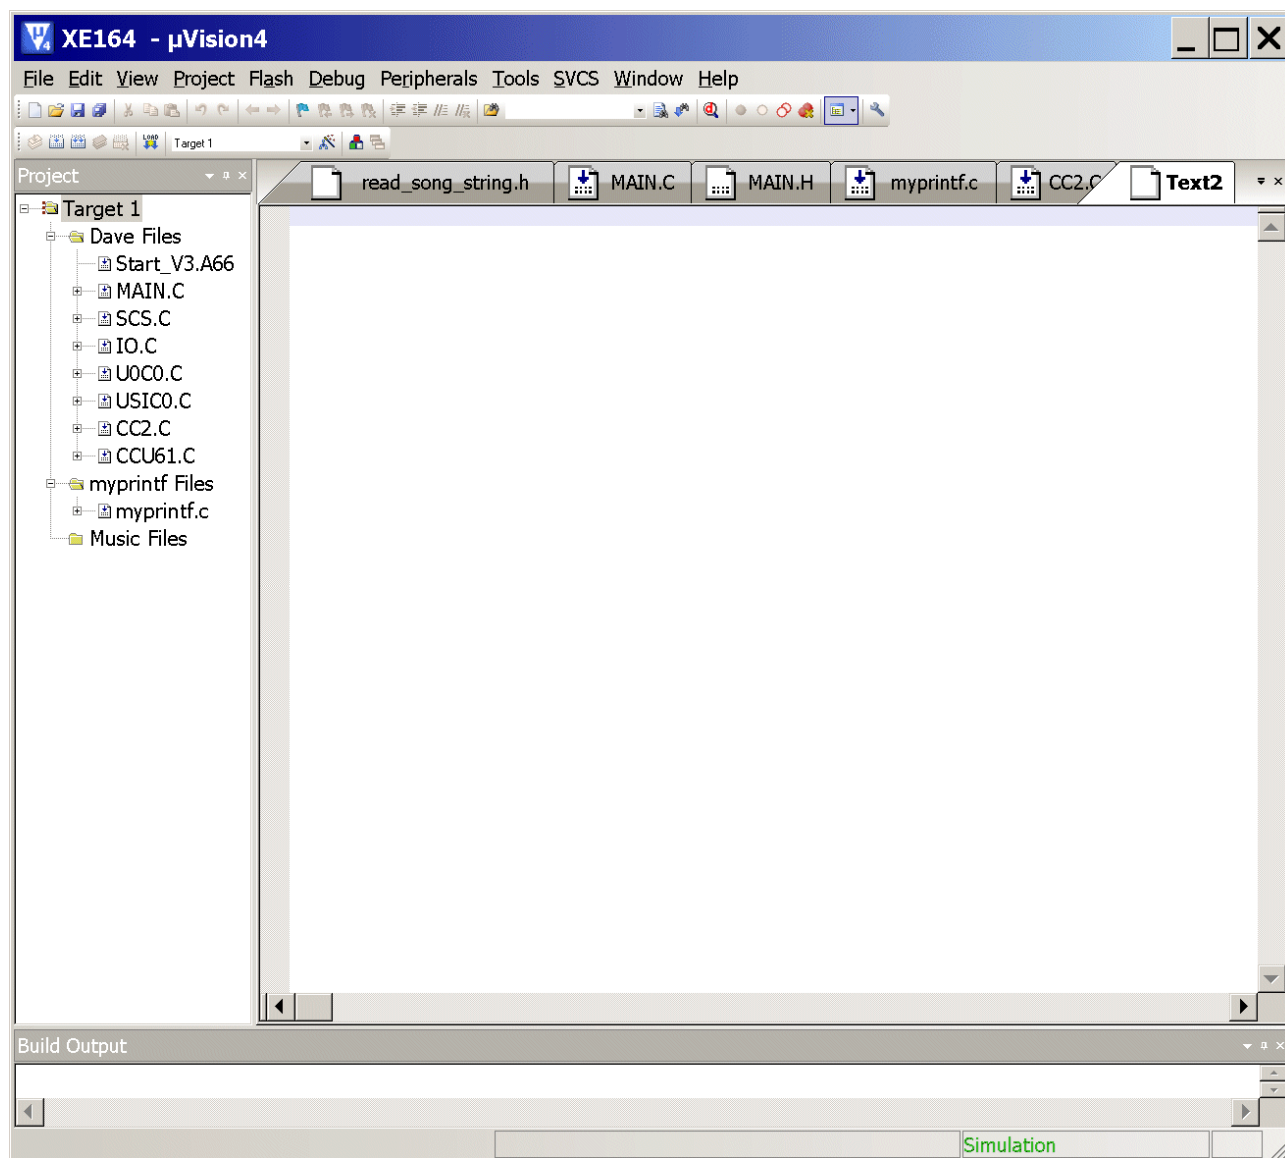 XE164 - µVision4
File Edit View Project Flash Debug Peripherals Tools SVCS Window Help
LOAD Target 1
Project
read_song_string.h MAIN.C MAIN.H myprintf.c CC2.C Text2
Target 1
Dave Files
Start_V3.A66
MAIN.C
SCS.C
IO.C
U0C0.C
USIC0.C
CC2.C
CCU61.C
myprintf Files
myprintf.c
Music Files
Build Output
Simulation